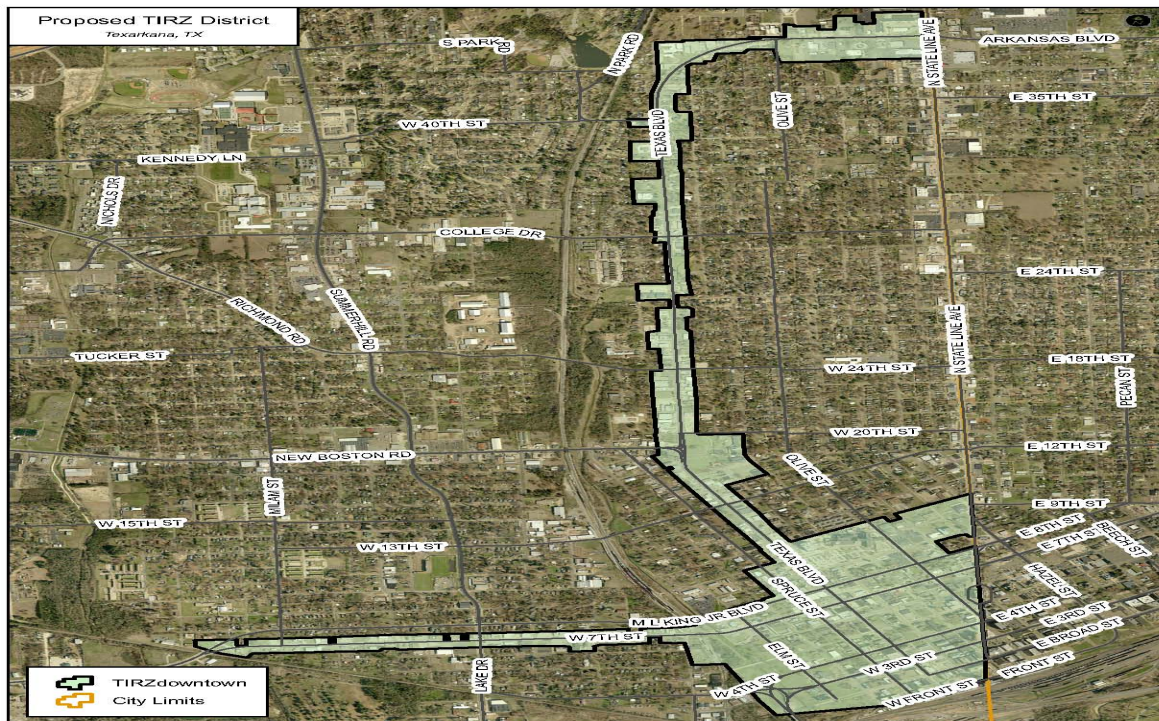 Proposed TIRZ District
Texarkana, TX
S PARK RD
N PARK RD
N STATE LINE AVE
ARKANSAS BLVD
E 35TH ST
OLIVE ST
W 40TH ST
TEXAS BLVD
KENNEDY LN
NICHOLS DR
COLLEGE DR
E 24TH ST
RICHMOND RD
SUMMERHILL RD
N STATE LINE AVE
TUCKER ST
W 24TH ST
E 18TH ST
PECAN ST
W 20TH ST
E 12TH ST
NEW BOSTON RD
OLIVE ST
MILAM ST
E 9TH ST
W 15TH ST
E 8TH ST
BEECH ST
E 7TH ST
W 13TH ST
TEXAS BLVD
HAZEL ST
SPRUCE ST
M L KING JR BLVD
E 4TH ST
E 3RD ST
W 7TH ST
E BROAD ST
ELM ST
W 3RD ST
FRONT ST
LAKE DR
W 4TH ST
W FRONT ST
TIRZdowntown
City Limits